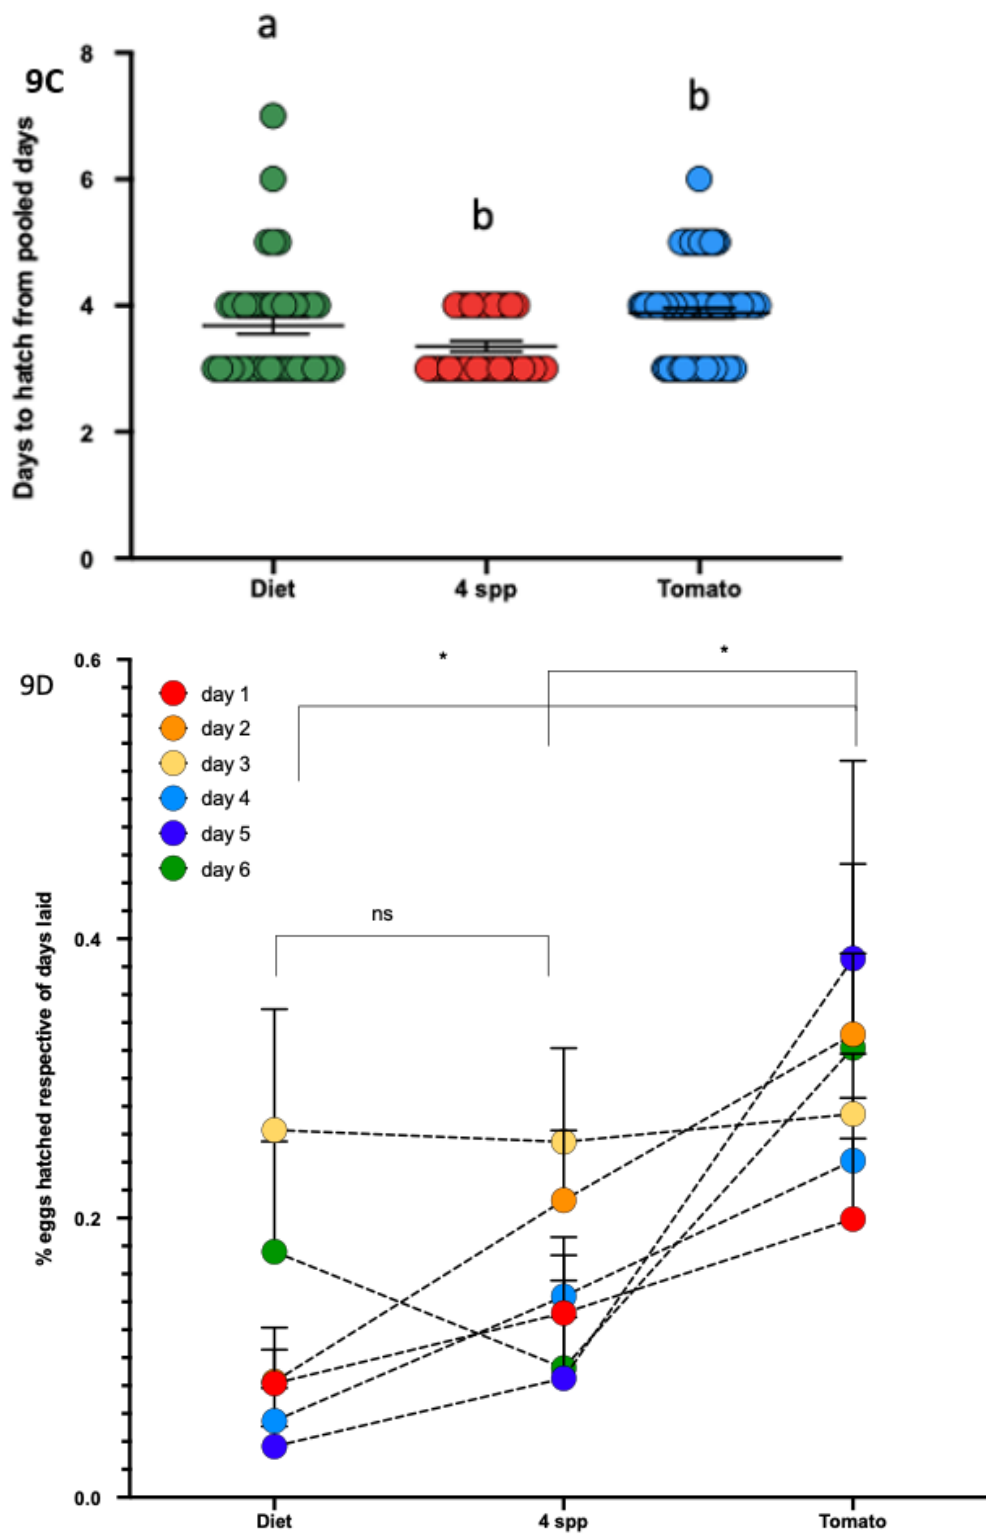 a
8
9C
b
6
b
4
2
0
Days to hatch from pooled days
Diet
4 spp
Tomato
9D
0.6
*
*
day 1
day 2
day 3
day 4
day 5
day 6
ns
0.4
0.2
0.0
% eggs hatched respective of days laid
Diet
4 spp
Tomato